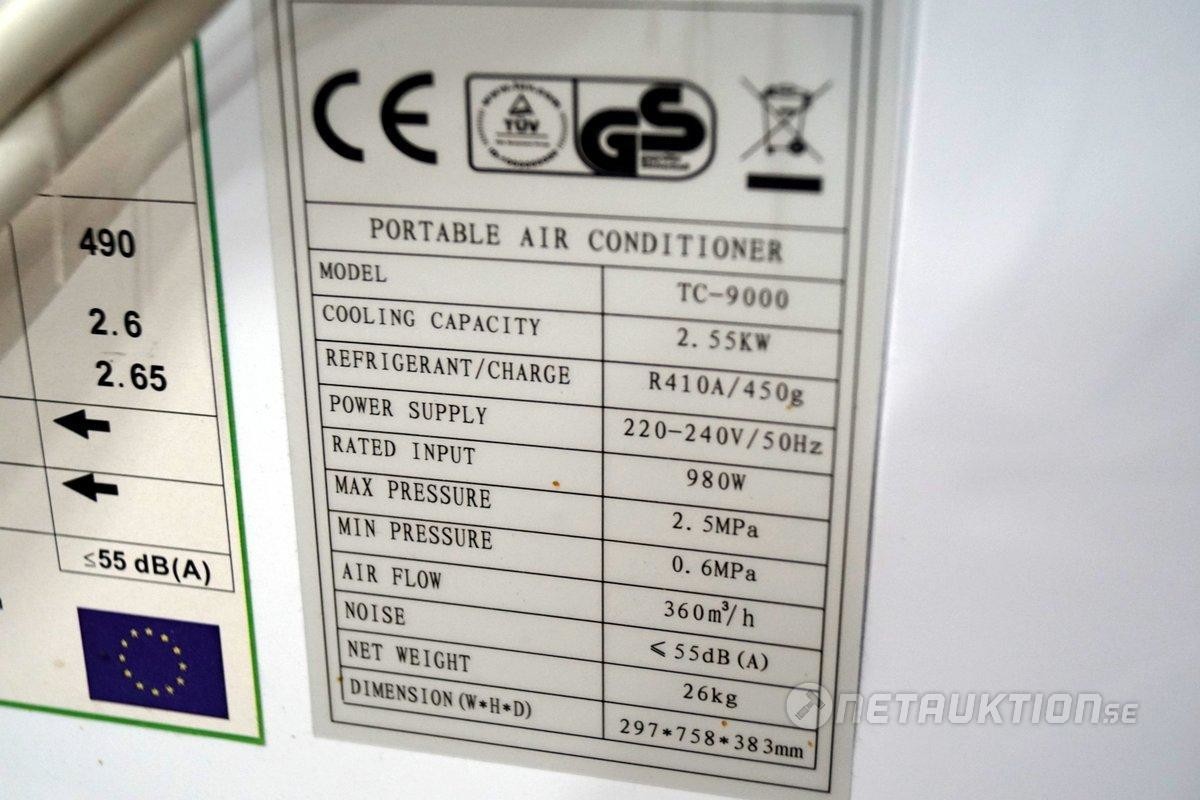 490
2.6
2.65
≤55 dB(A)
CE
TÜV
GS
PORTABLE AIR CONDITIONER
MODEL TC-9000
COOLING CAPACITY 2.55KW
REFRIGERANT/CHARGE R410A/450g
POWER SUPPLY 220-240V/50Hz
RATED INPUT 980W
MAX PRESSURE 2.5MPa
MIN PRESSURE 0.6MPa
AIR FLOW 360m³/h
NOISE ≤55dB(A)
NET WEIGHT 26kg
DIMENSION(W*H*D) 297*758*383mm
NETAUKTION.SE